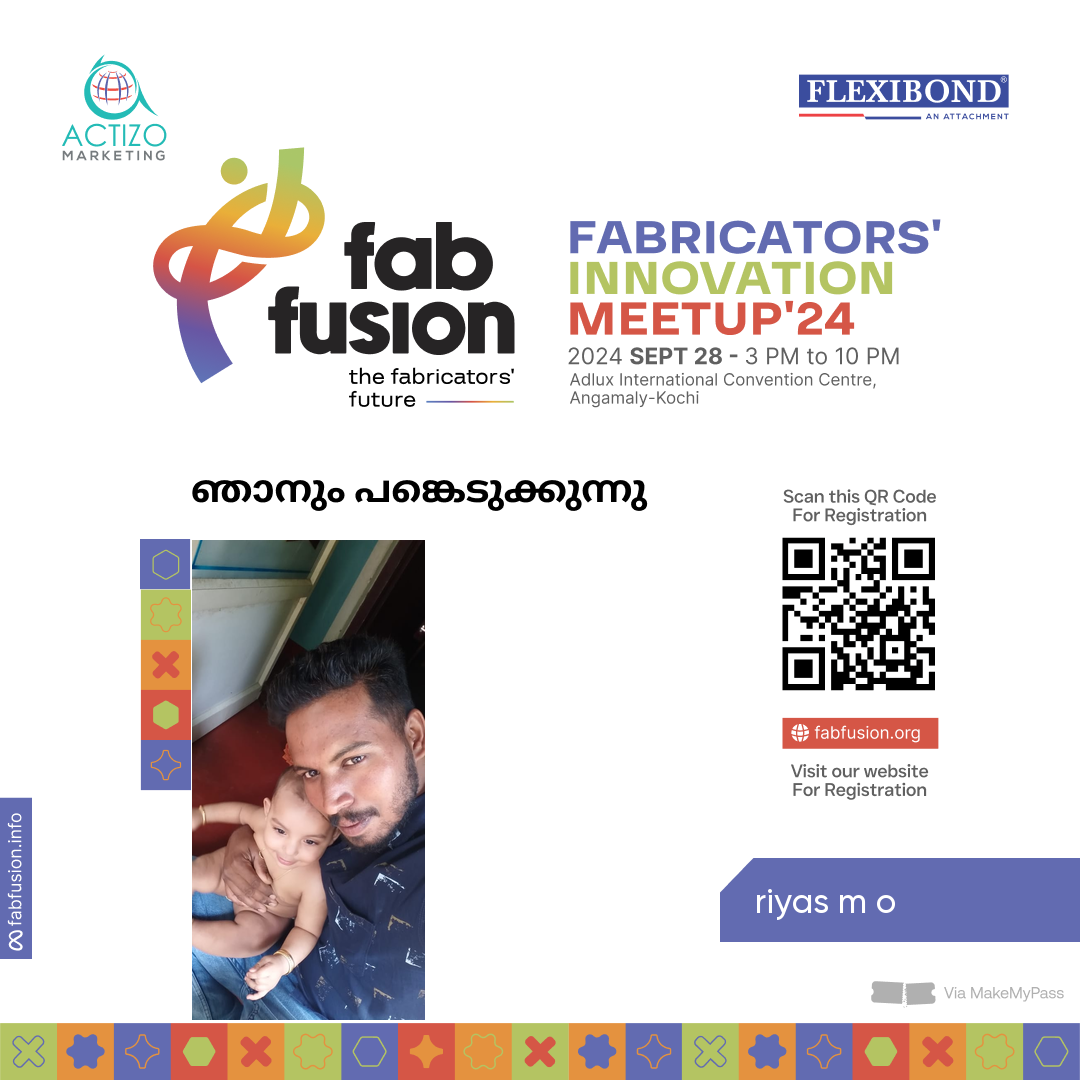 ACTIZO
MARKETING
FLEXIBOND®
AN ATTACHMENT
fab
fusion
the fabricators'
future
FABRICATORS'
INNOVATION
MEETUP'24
2024 SEPT 28 - 3 PM to 10 PM
Adlux International Convention Centre,
Angamaly-Kochi
ഞാനും പങ്കെടുക്കുന്നു
Scan this QR Code
For Registration
fabfusion.org
Visit our website
For Registration
fabfusion.info
riyas m o
Via MakeMyPass